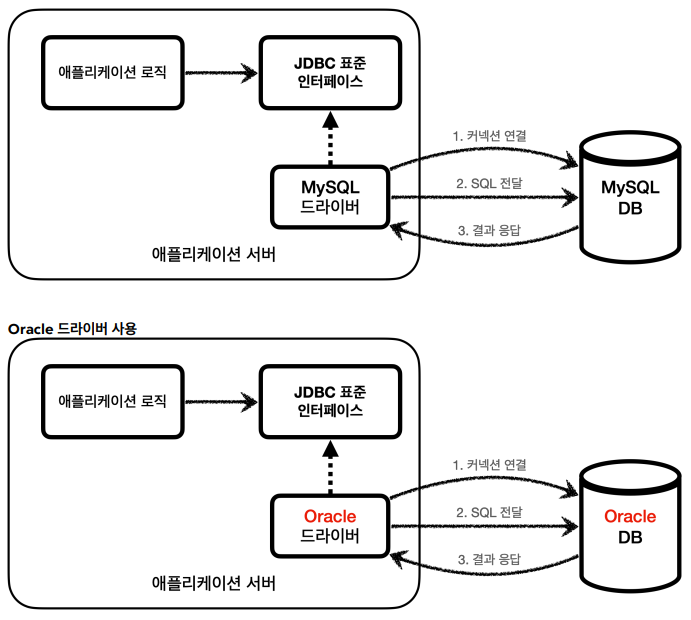 애플리케이션 로직
JDBC 표준
인터페이스
1. 커넥션 연결
MySQL
드라이버
2. SQL 전달
MySQL
DB
3. 결과 응답
애플리케이션 서버
Oracle 드라이버 사용
애플리케이션 로직
JDBC 표준
인터페이스
1. 커넥션 연결
Oracle
드라이버
2. SQL 전달
Oracle
DB
3. 결과 응답
애플리케이션 서버